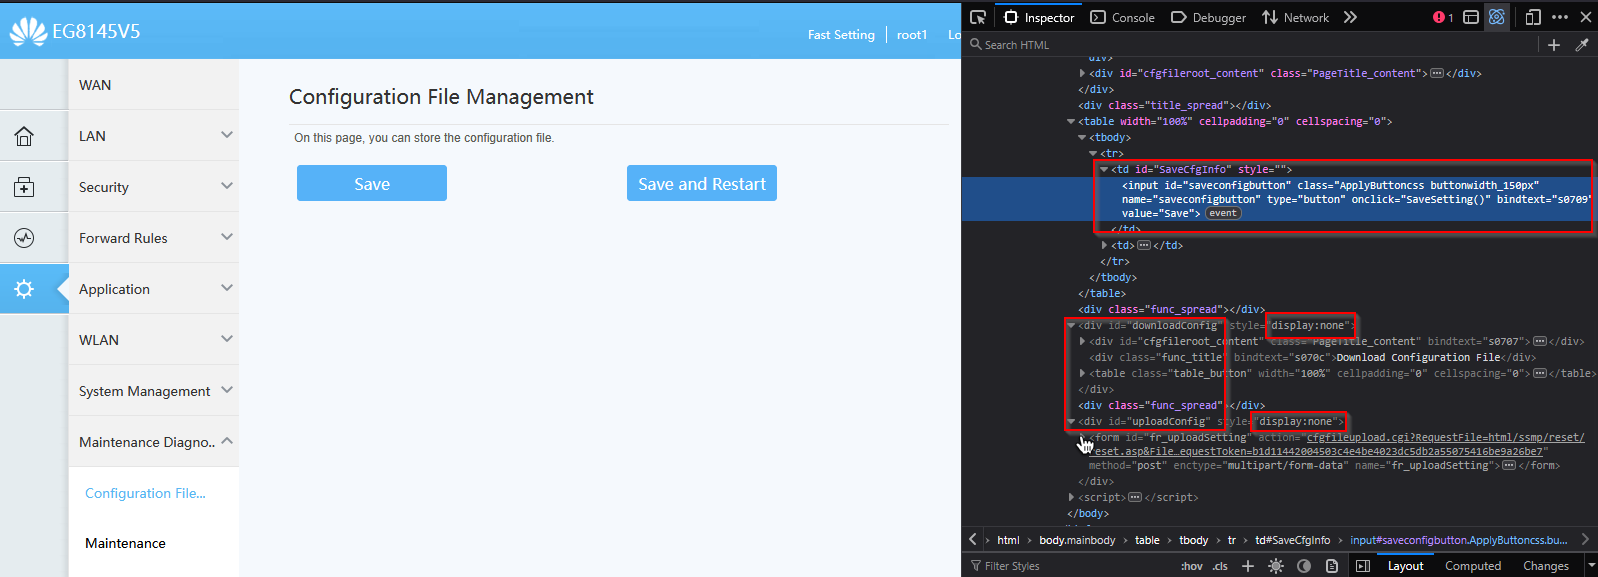 EG8145V5
Fast Setting
root1
Lo
WAN
LAN
Security
Forward Rules
Application
WLAN
System Management
Maintenance Diagno..
Configuration File...
Maintenance
Configuration File Management
On this page, you can store the configuration file.
Save
Save and Restart
Inspector
Console
Debugger
Network
1
Search HTML
div>
<div id="cfgfileroot_content" class="PageTitle_content"></div>
</div>
<div class="title_spread"></div>
<table width="100%" cellpadding="0" cellspacing="0">
<tbody>
<tr>
<td id="SaveCfgInfo" style="">
<input id="saveconfigbutton" class="ApplyButtoncss buttonwidth_150px"
name="saveconfigbutton" type="button" onclick="SaveSetting()" bindtext="s0709"
value="Save"> event
</td>
<td></td>
</tr>
</tbody>
</table>
<div class="func_spread"></div>
<div id="downloadConfig" style="display:none">
<div id="cfgfileroot_content" class="PageTitle_content" bindtext="s0707"></div>
<div class="func_title" bindtext="s070c">Download Configuration File</div>
<table class="table_button" width="100%" cellpadding="0" cellspacing="0"></table>
</div>
<div class="func_spread"></div>
<div id="uploadConfig" style="display:none">
<form id="fr_uploadSetting" action="cfgfileupload.cgi?RequestFile=html/ssmp/reset/
reset.asp&File…equestToken=b1d11442004503c4e4be4023dc5db2a55075416be9a26be7"
method="post" enctype="multipart/form-data" name="fr_uploadSetting"></form>
</div>
<script></script>
</body>
html
body.mainbody
table
tbody
tr
td#SaveCfgInfo
input#saveconfigbutton.ApplyButtoncss.bu...
Filter Styles
:hov
.cls
Layout
Computed
Changes